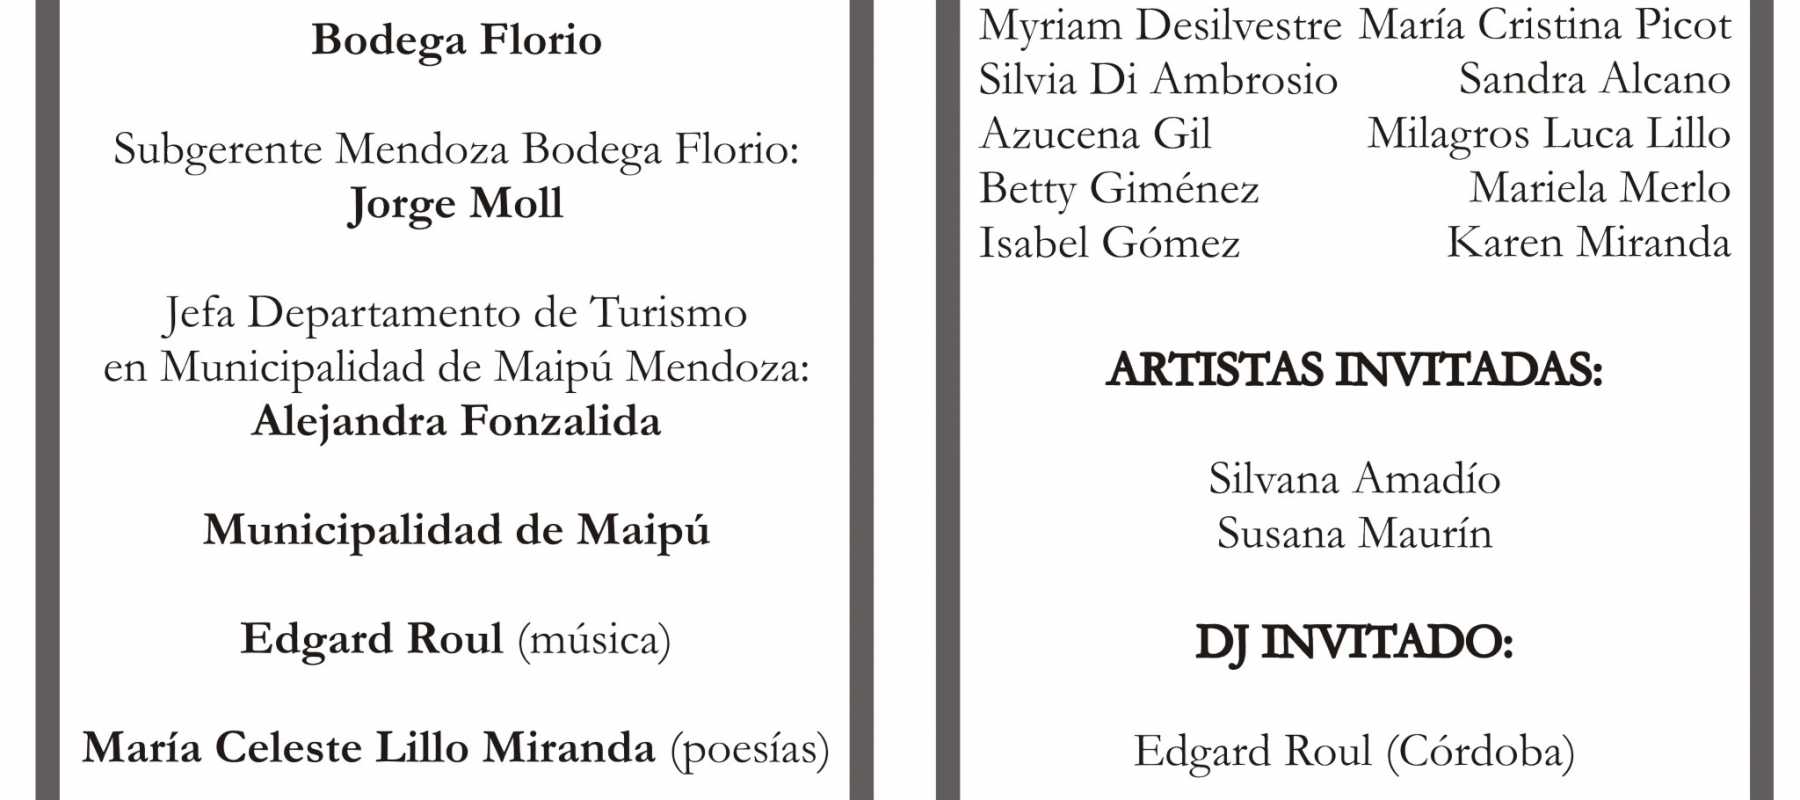 Bodega Florio
Subgerente Mendoza Bodega Florio:
Jorge Moll
Jefa Departamento de Turismo
en Municipalidad de Maipú Mendoza:
Alejandra Fonzalida
Municipalidad de Maipú
Edgard Roul (música)
María Celeste Lillo Miranda (poesías)
Myriam Desilvestre María Cristina Picot
Silvia Di Ambrosio Sandra Alcano
Azucena Gil Milagros Luca Lillo
Betty Giménez Mariela Merlo
Isabel Gómez Karen Miranda
ARTISTAS INVITADAS:
Silvana Amadío
Susana Maurín
DJ INVITADO:
Edgard Roul (Córdoba)